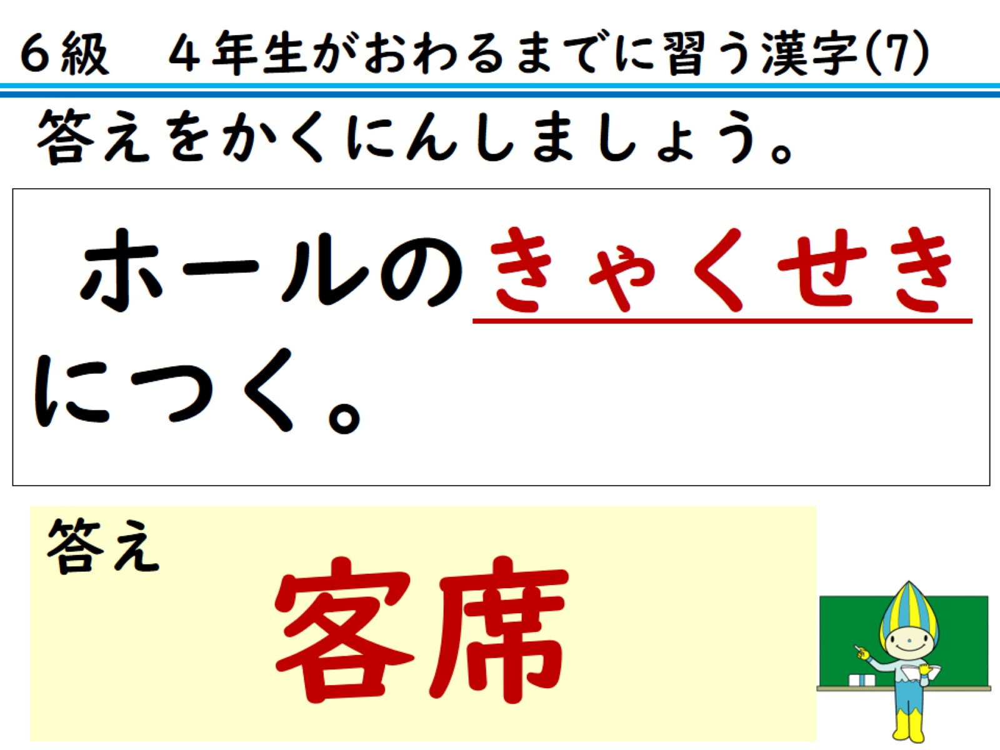 ６級　４年生がおわるまでに習う漢字(7)
答えをかくにんしましょう。
ホールのきゃくせき
につく。
答え
客席